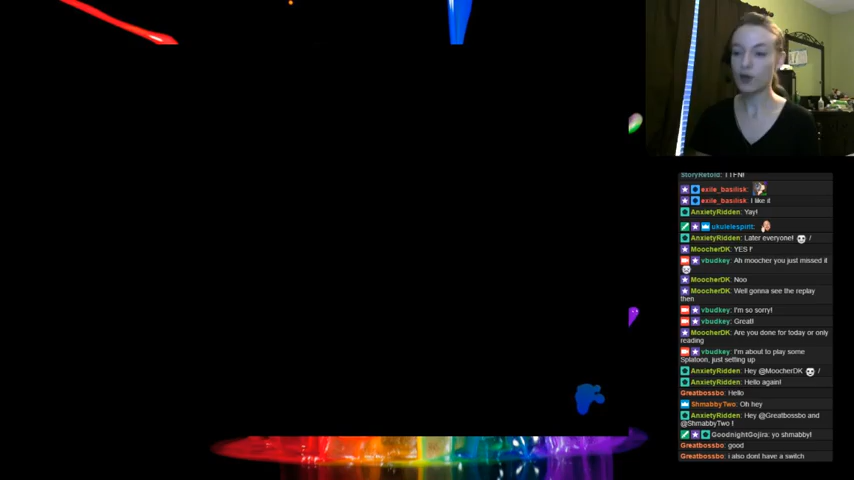 StoryRetold: TTFN!
exile_basilisk:
exile_basilisk: I like it
AnxietyRidden: Yay!
ukulelespirit:
AnxietyRidden: Later everyone! /
MoocherDK: YES !
vbudkey: Ah moocher you just missed it
MoocherDK: Noo
MoocherDK: Well gonna see the replay
then
vbudkey: I'm so sorry!
vbudkey: Great!
MoocherDK: Are you done for today or only
reading
vbudkey: I'm about to play some
Splatoon, just setting up
AnxietyRidden: Hey @MoocherDK /
AnxietyRidden: Hello again!
Greatbossbo: Hello
ShmabbyTwo: Oh hey
AnxietyRidden: Hey @Greatbossbo and
@ShmabbyTwo !
GoodnightGojira: yo shmabby!
Greatbossbo: good
Greatbossbo: i also dont have a switch